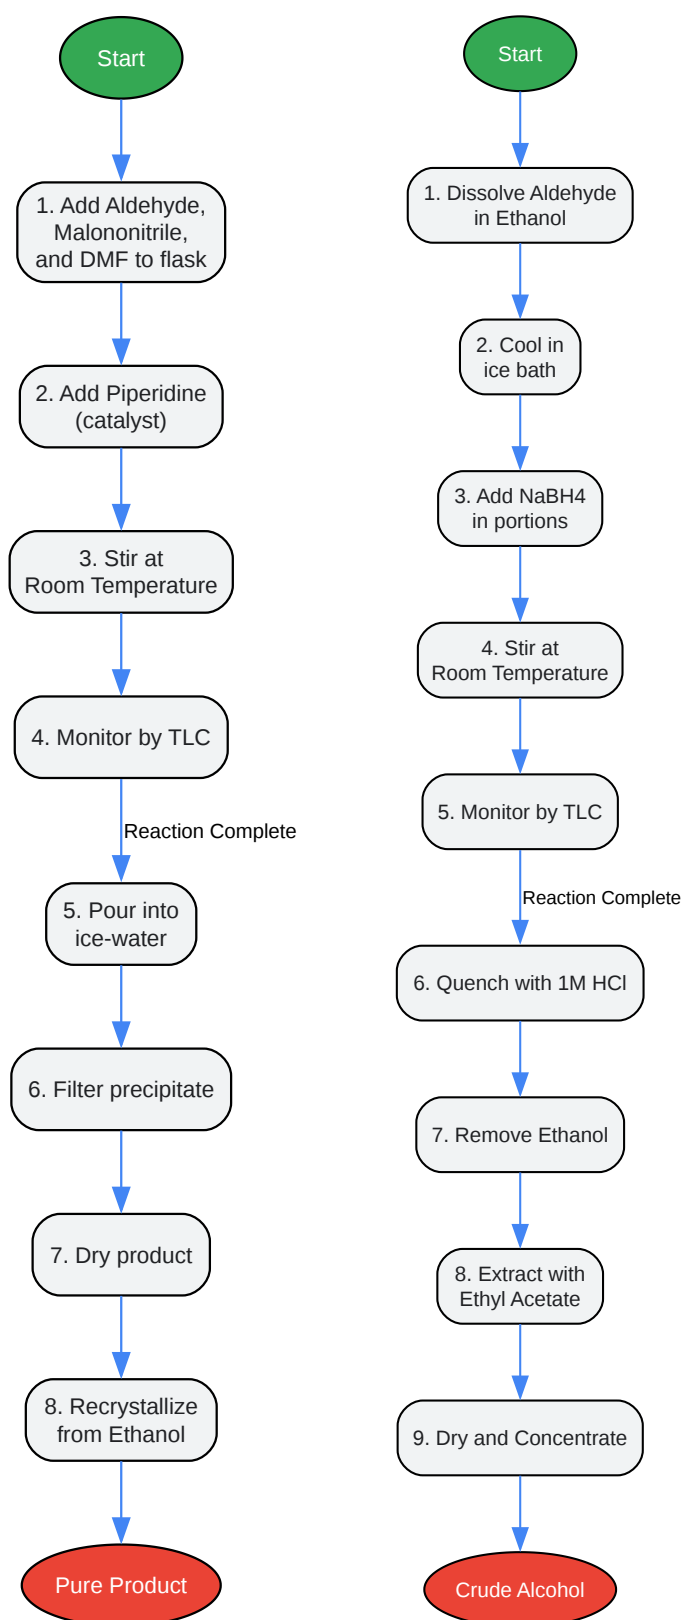 Start
1. Add Aldehyde,
Malononitrile,
and DMF to flask
2. Add Piperidine
(catalyst)
3. Stir at
Room Temperature
4. Monitor by TLC
Reaction Complete
5. Pour into
ice-water
6. Filter precipitate
7. Dry product
8. Recrystallize
from Ethanol
Pure Product
Start
1. Dissolve Aldehyde
in Ethanol
2. Cool in
ice bath
3. Add NaBH4
in portions
4. Stir at
Room Temperature
5. Monitor by TLC
Reaction Complete
6. Quench with 1M HCl
7. Remove Ethanol
8. Extract with
Ethyl Acetate
9. Dry and Concentrate
Crude Alcohol